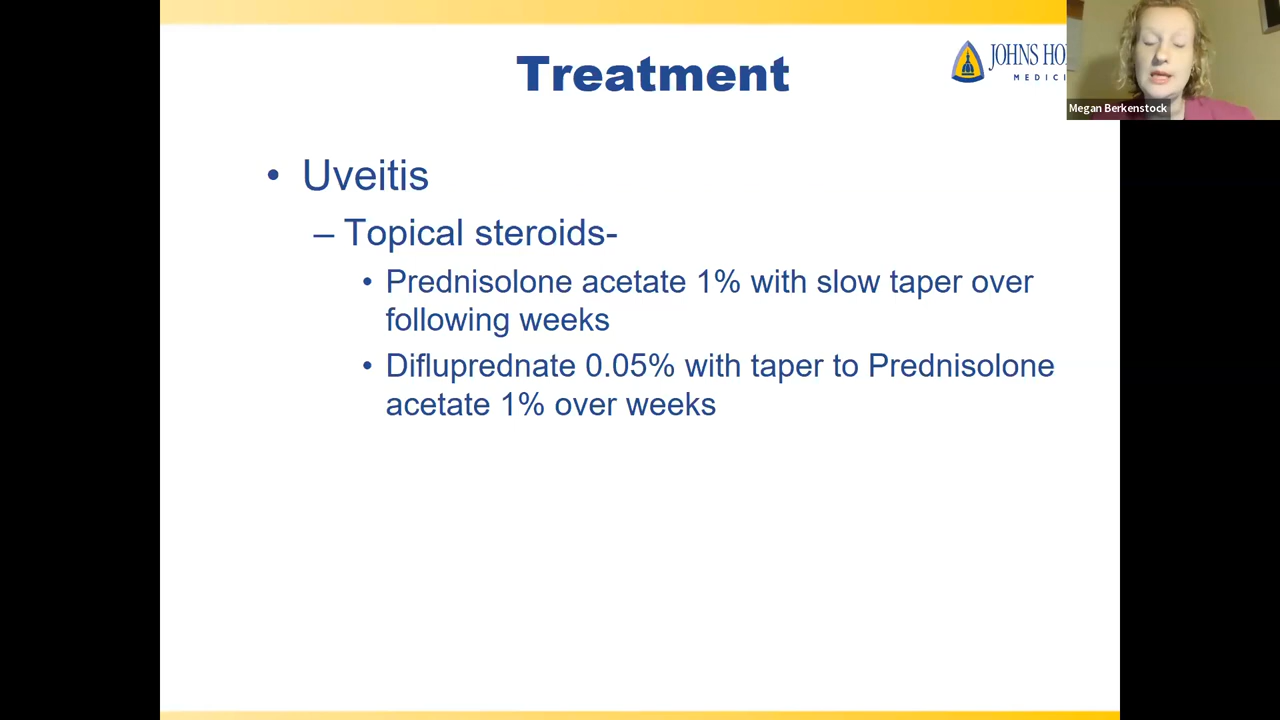 Treatment
JOHNS HO
MEDICI
Megan Berkenstock
• Uveitis
– Topical steroids-
• Prednisolone acetate 1% with slow taper over
following weeks
• Difluprednate 0.05% with taper to Prednisolone
acetate 1% over weeks